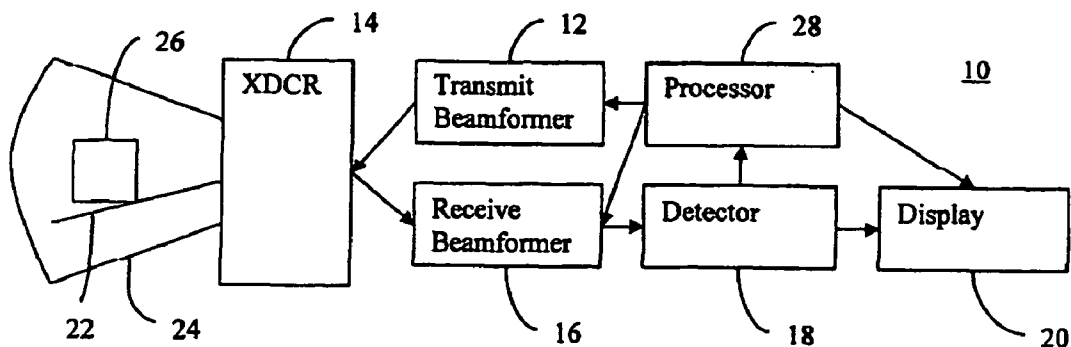 26
14
12
28
10
XDCR
Transmit
Beamformer
Processor
Receive
Beamformer
Detector
Display
22
24
16
18
20